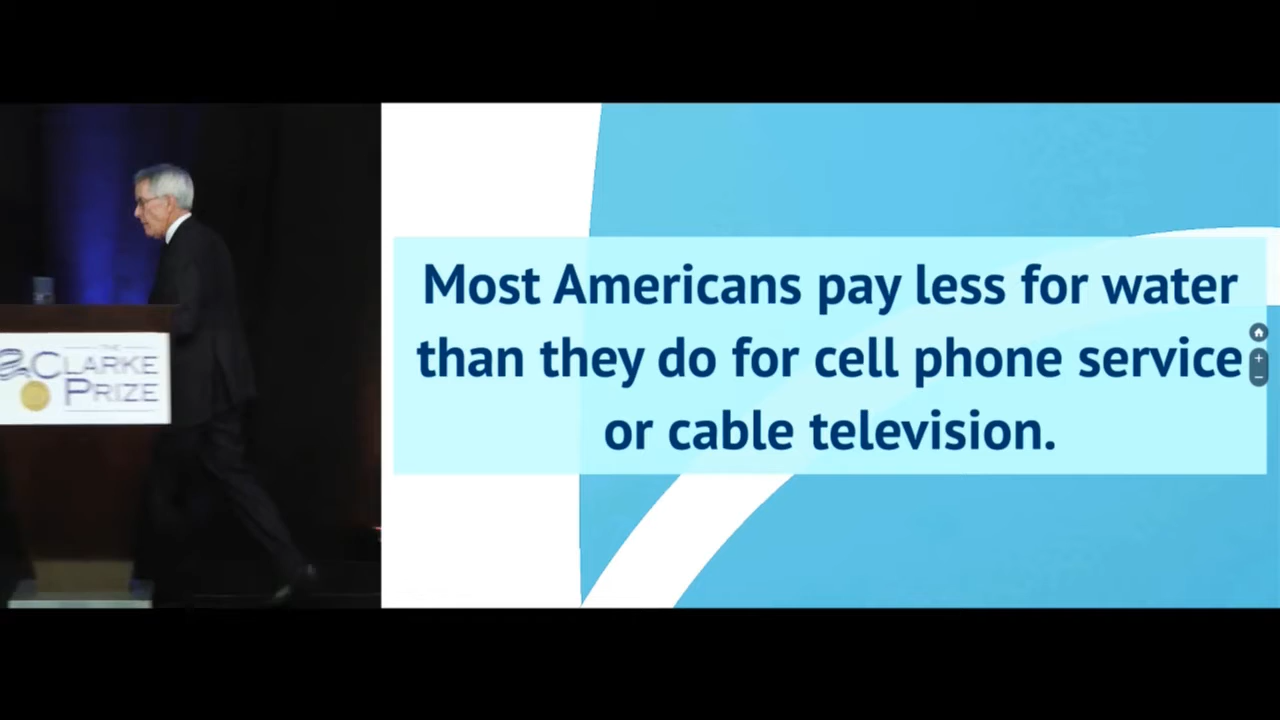 THE
CLARKE
PRIZE
Most Americans pay less for water
than they do for cell phone service
or cable television.